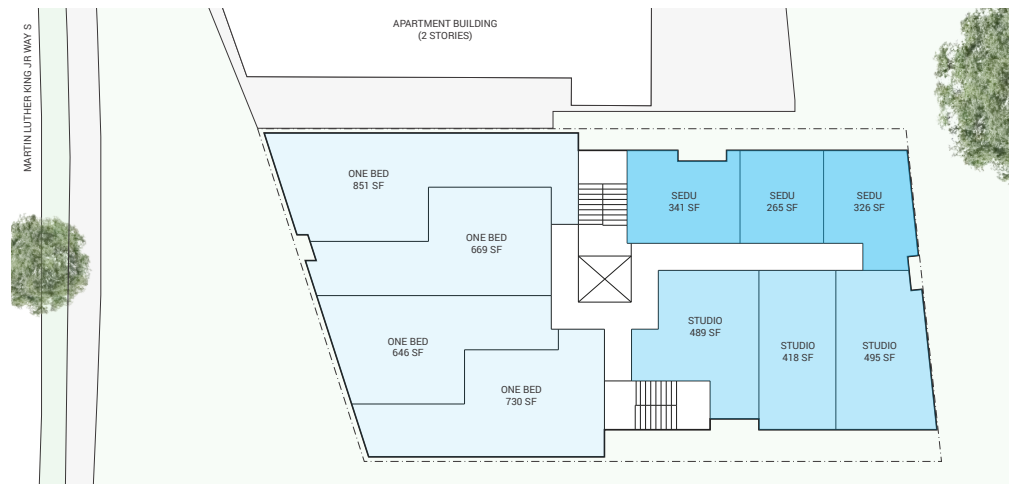 MARTIN LUTHER KING JR WAY S
APARTMENT BUILDING
(2 STORIES)
ONE BED
851 SF
ONE BED
669 SF
ONE BED
646 SF
ONE BED
730 SF
SEDU
341 SF
SEDU
265 SF
SEDU
326 SF
STUDIO
489 SF
STUDIO
418 SF
STUDIO
495 SF